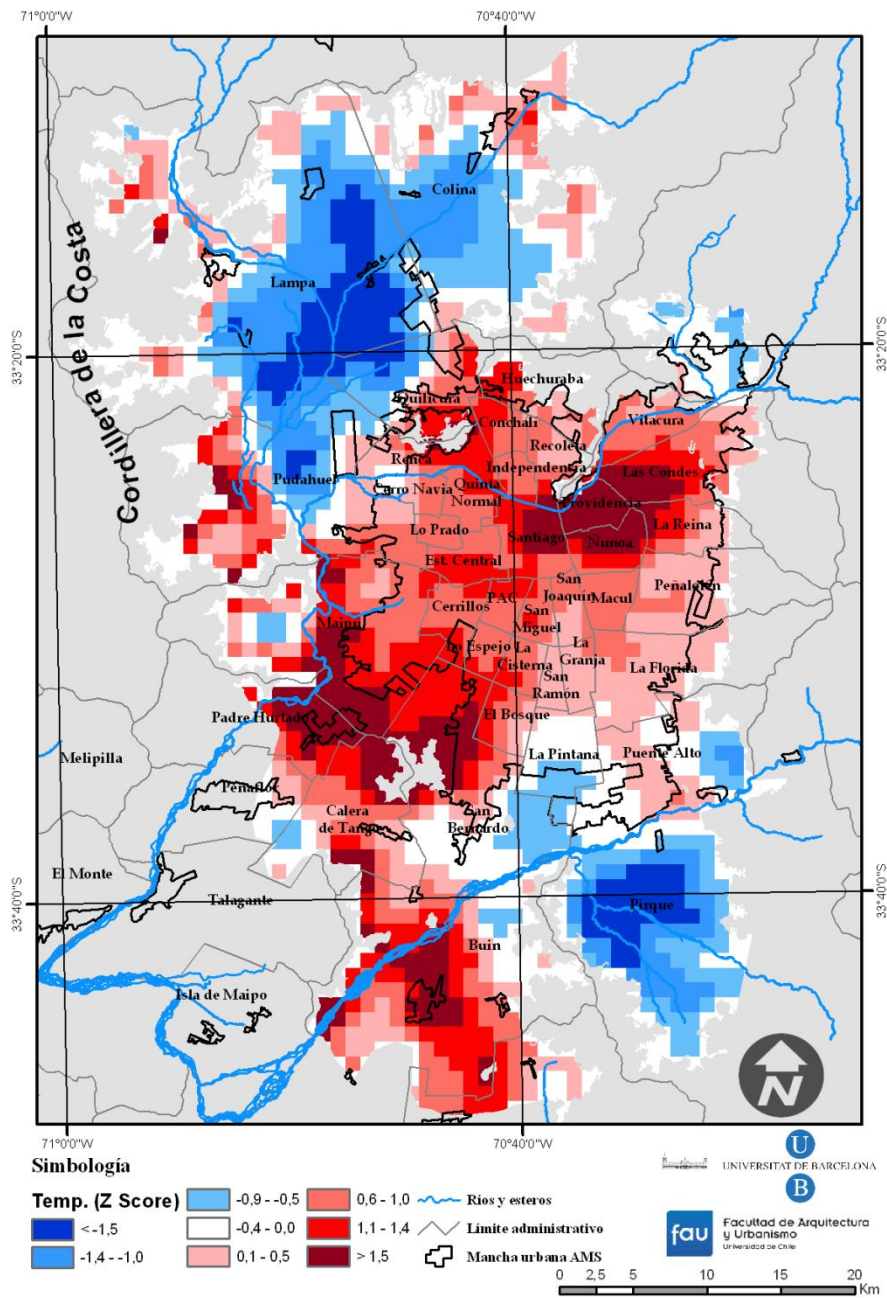 71°0'0"W
70°40'0"W
Colina
Cordillera de la Costa
Lampa
33°20'0"S
33°20'0"S
Huechuraba
Quilicura
Conchalí
Vitacura
Recoleta
Renca
Independencia
Las Condes
Pudahuel
Quinta
Normal
Cerro Navia
Providencia
Lo Prado
Santiago
La Reina
Nunoa
Est. Central
San
Joaquín
Macul
Peñalolén
Cerrillos
PAC
San
Miguel
Maipú
Lo Espejo
La
Cisterna
La
Granja
San
Ramón
La Florida
Padre Hurtado
El Bosque
La Pintana
Puente Alto
Melipilla
Peñaflor
Calera
de Tango
San
Bernardo
El Monte
33°40'0"S
33°40'0"S
Talagante
Pirque
Buin
Isla de Maipo
N
71°0'0"W
70°40'0"W
Simbología
Temp. (Z Score)
< -1,5
-1,4 - -1,0
-0,9 - -0,5
-0,4 - 0,0
0,1 - 0,5
0,6 - 1,0
1,1 - 1,4
> 1,5
Ríos y esteros
Límite administrativo
Mancha urbana AMS
U
UNIVERSITAT DE BARCELONA
B
fau
Facultad de Arquitectura
y Urbanismo
Universidad de Chile
0 2,5 5 10 15 20
Km